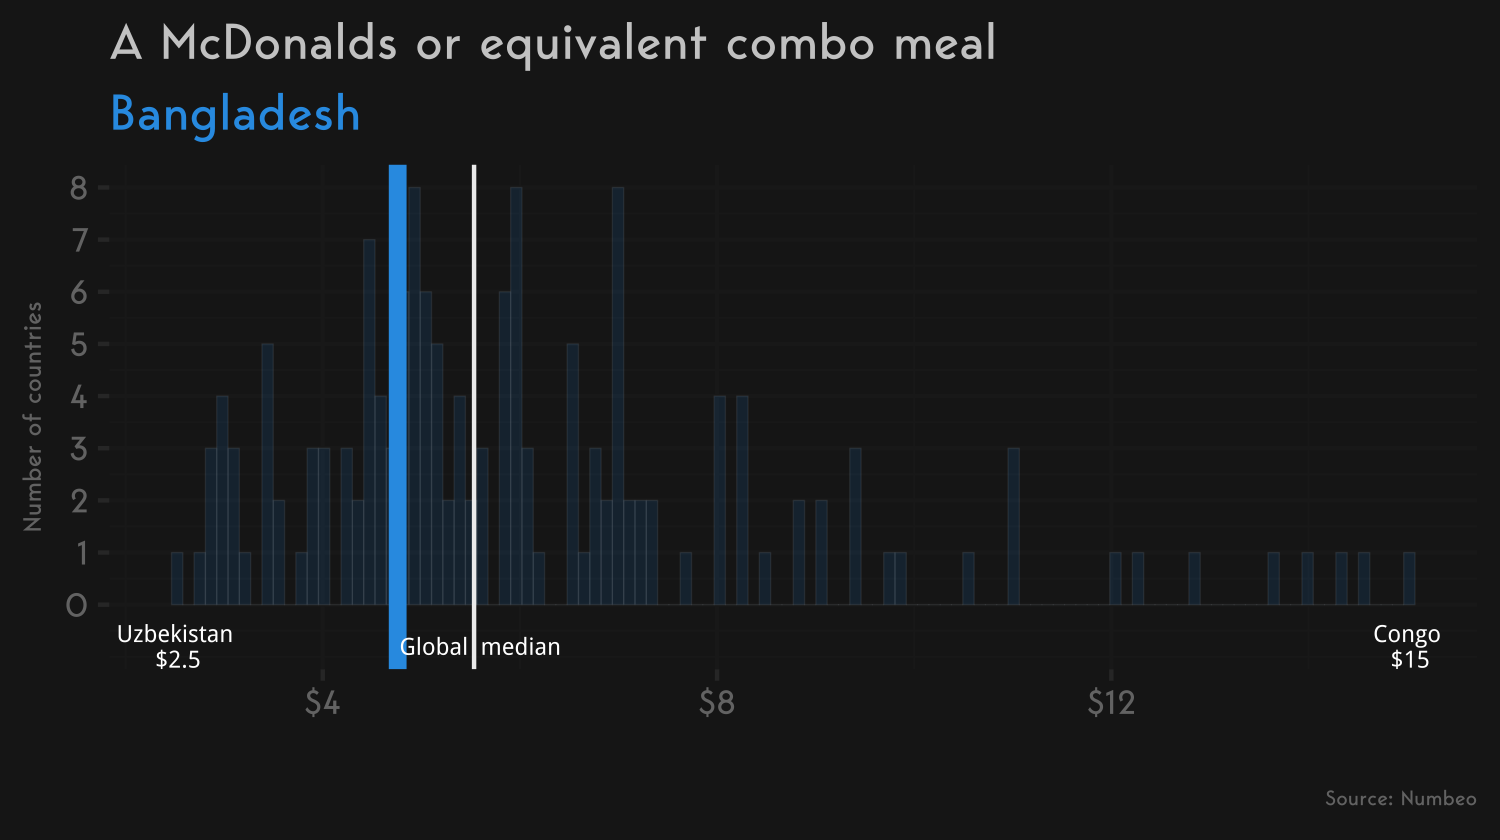 A McDonalds or equivalent combo meal
Bangladesh
Number of countries
8
7
6
5
4
3
2
1
0
Uzbekistan
$2.5
Global median
Congo
$15
$4 $8 $12
Source: Numbeo